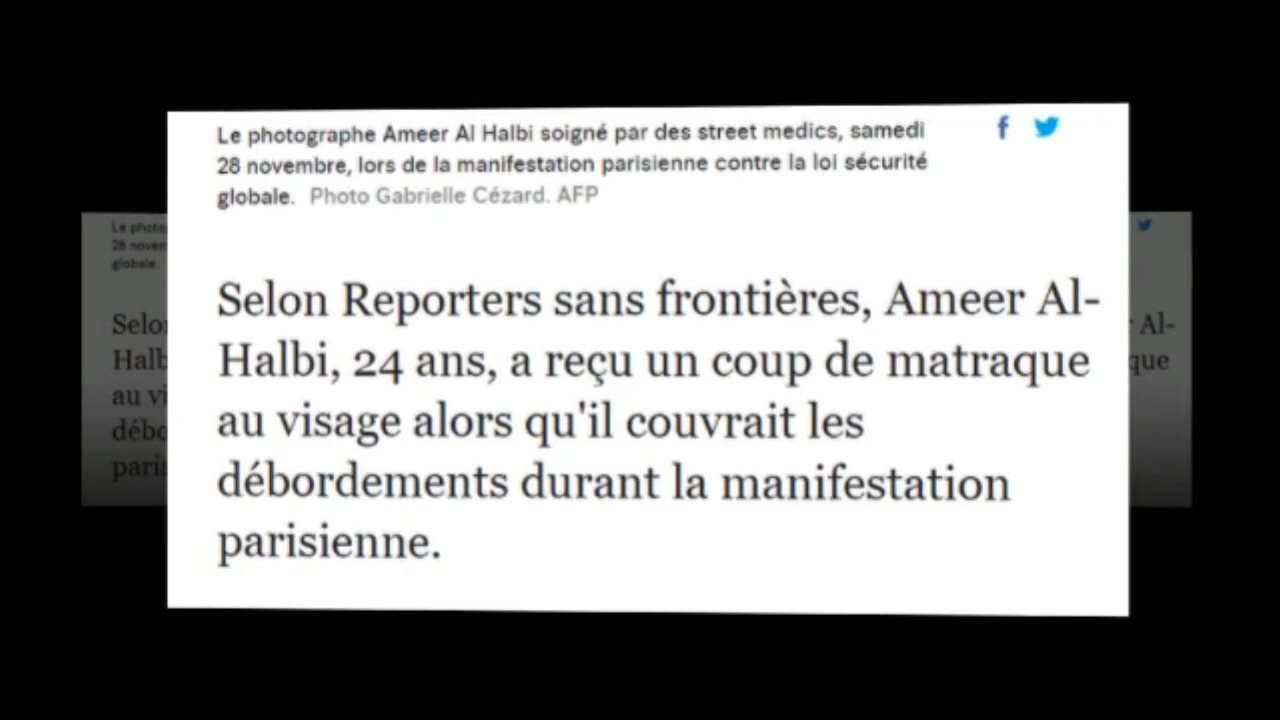 Le photographe Ameer Al Halbi soigné par des street medics, samedi
28 novembre, lors de la manifestation parisienne contre la loi sécurité
globale. Photo Gabrielle Cézard. AFP
Selon Reporters sans frontières, Ameer Al-
Halbi, 24 ans, a reçu un coup de matraque
au visage alors qu'il couvrait les
débordements durant la manifestation
parisienne.